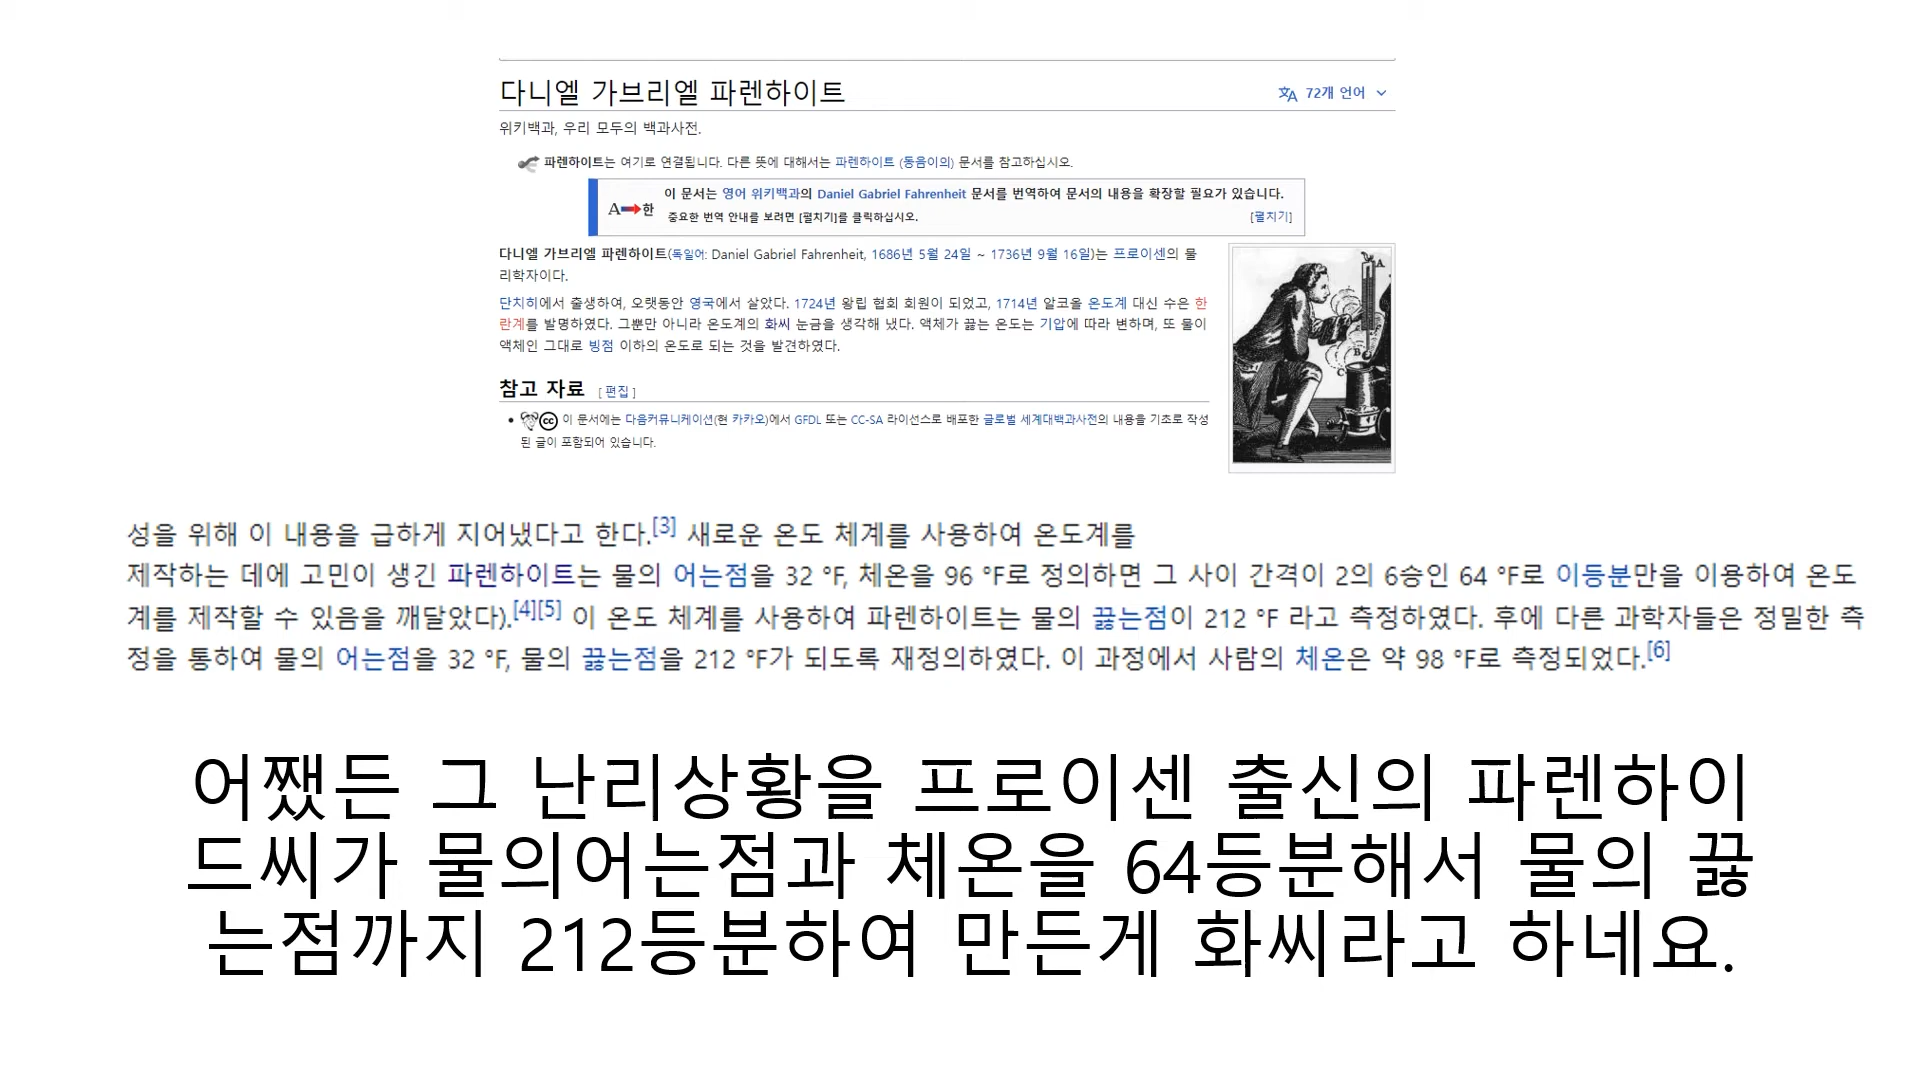 다니엘 가브리엘 파렌하이트
72개 언어
위키백과, 우리 모두의 백과사전.
파렌하이트는 여기로 연결됩니다. 다른 뜻에 대해서는 파렌하이트 (동음이의) 문서를 참고하십시오.
A 한
이 문서는 영어 위키백과의 Daniel Gabriel Fahrenheit 문서를 번역하여 문서의 내용을 확장할 필요가 있습니다.
중요한 번역 안내를 보려면 [펼치기]를 클릭하십시오.
[펼치기]
다니엘 가브리엘 파렌하이트(독일어: Daniel Gabriel Fahrenheit, 1686년 5월 24일 ~ 1736년 9월 16일)는 프로이센의 물
리학자이다.
단치히에서 출생하여, 오랫동안 영국에서 살았다. 1724년 왕립 협회 회원이 되었고, 1714년 알코올 온도계 대신 수은 한
란계를 발명하였다. 그뿐만 아니라 온도계의 화씨 눈금을 생각해 냈다. 액체가 끓는 온도는 기압에 따라 변하며, 또 물이
액체인 그대로 빙점 이하의 온도로 되는 것을 발견하였다.
A
B
C
참고 자료 [ 편집 ]
• cc 이 문서에는 다음커뮤니케이션(현 카카오)에서 GFDL 또는 CC-SA 라이선스로 배포한 글로벌 세계대백과사전의 내용을 기초로 작성
된 글이 포함되어 있습니다.
성을 위해 이 내용을 급하게 지어냈다고 한다.[3] 새로운 온도 체계를 사용하여 온도계를
제작하는 데에 고민이 생긴 파렌하이트는 물의 어는점을 32 °F, 체온을 96 °F로 정의하면 그 사이 간격이 2의 6승인 64 °F로 이등분만을 이용하여 온도
계를 제작할 수 있음을 깨달았다).[4][5] 이 온도 체계를 사용하여 파렌하이트는 물의 끓는점이 212 °F 라고 측정하였다. 후에 다른 과학자들은 정밀한 측
정을 통하여 물의 어는점을 32 °F, 물의 끓는점을 212 °F가 되도록 재정의하였다. 이 과정에서 사람의 체온은 약 98 °F로 측정되었다.[6]
어쨌든 그 난리상황을 프로이센 출신의 파렌하이
드씨가 물의어는점과 체온을 64등분해서 물의 끓
는점까지 212등분하여 만든게 화씨라고 하네요.